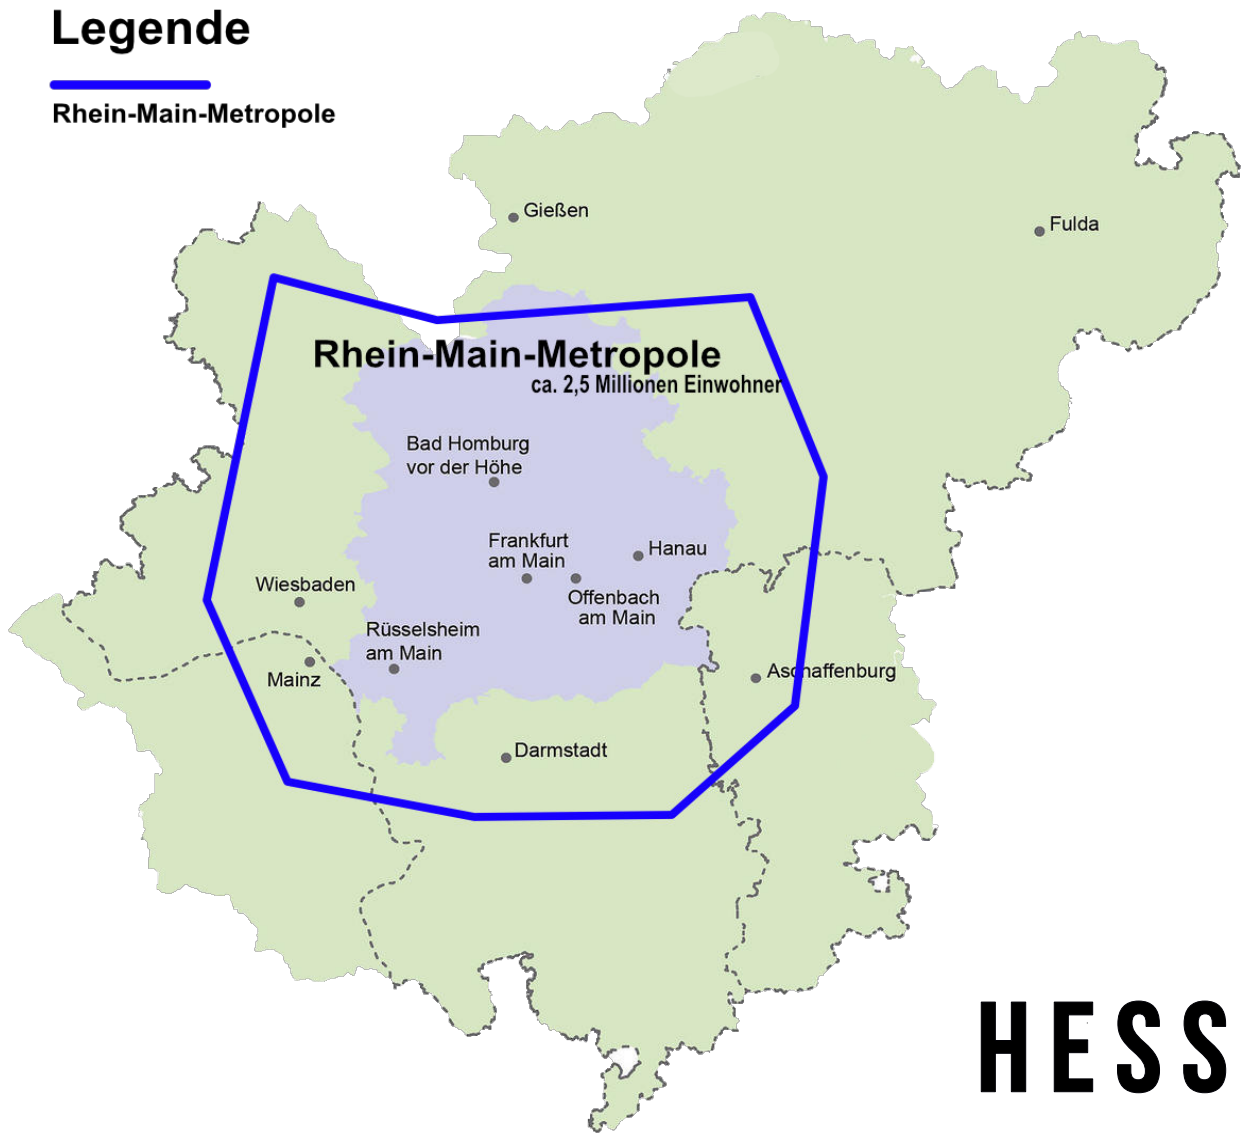 Legende
Rhein-Main-Metropole
Gießen
Fulda
Rhein-Main-Metropole
ca. 2,5 Millionen Einwohner
Bad Homburg
vor der Höhe
Frankfurt
am Main
Hanau
Wiesbaden
Offenbach
am Main
Rüsselsheim
am Main
Mainz
Aschaffenburg
Darmstadt
HESS